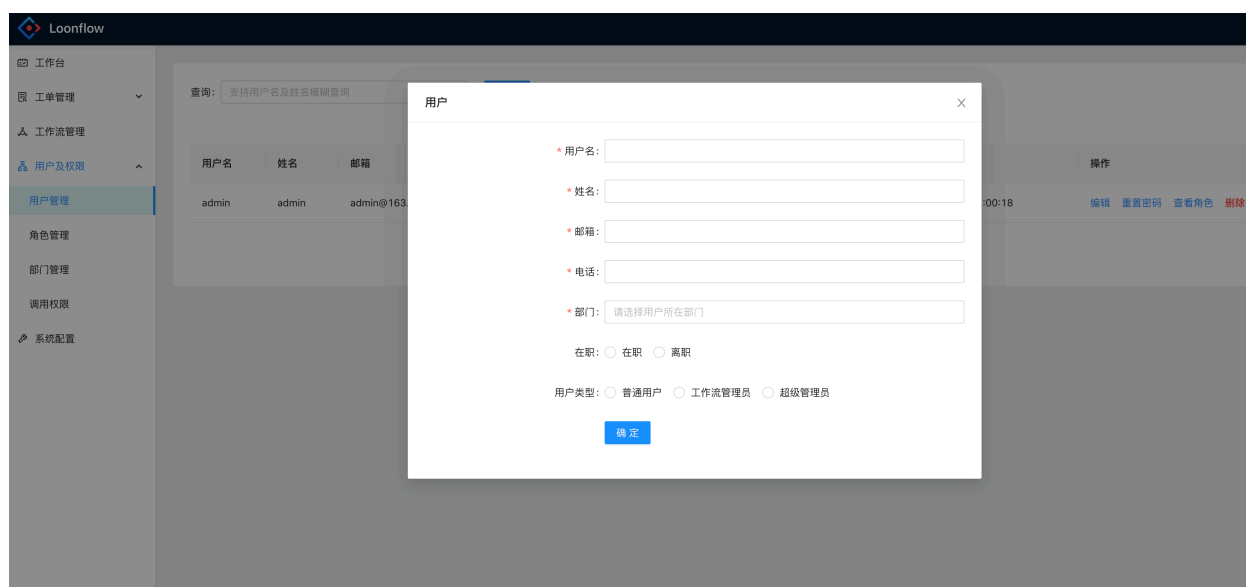 Loonflow
工作台
工单管理
工作流管理
用户及权限
用户管理
角色管理
部门管理
调用权限
系统配置
查询: 支持用户名及姓名模糊查询
用户名 姓名 邮箱 操作
admin admin admin@163. :00:18 编辑 重置密码 查看角色 删除
用户
* 用户名:
* 姓名:
* 邮箱:
* 电话:
* 部门: 请选择用户所在部门
在职: 在职 离职
用户类型: 普通用户 工作流管理员 超级管理员
确 定